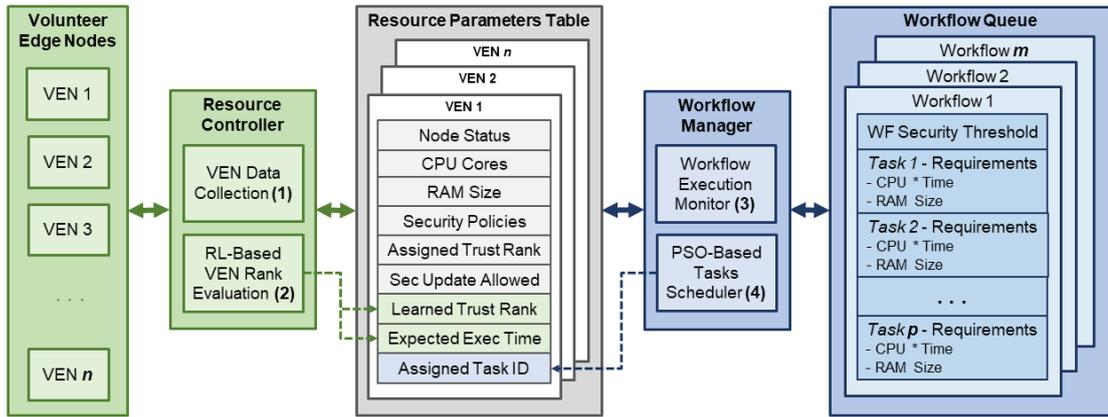 Volunteer
Edge Nodes
VEN 1
VEN 2
VEN 3
. . .
VEN n
Resource
Controller
VEN Data
Collection (1)
RL-Based
VEN Rank
Evaluation (2)
Resource Parameters Table
VEN n
VEN 2
VEN 1
Node Status
CPU Cores
RAM Size
Security Policies
Assigned Trust Rank
Sec Update Allowed
Learned Trust Rank
Expected Exec Time
Assigned Task ID
Workflow
Manager
Workflow
Execution
Monitor (3)
PSO-Based
Tasks
Scheduler (4)
Workflow Queue
Workflow m
Workflow 2
Workflow 1
WF Security Threshold
Task 1 - Requirements
- CPU * Time
- RAM Size
Task 2 - Requirements
- CPU * Time
- RAM Size
. . .
Task p - Requirements
- CPU * Time
- RAM Size